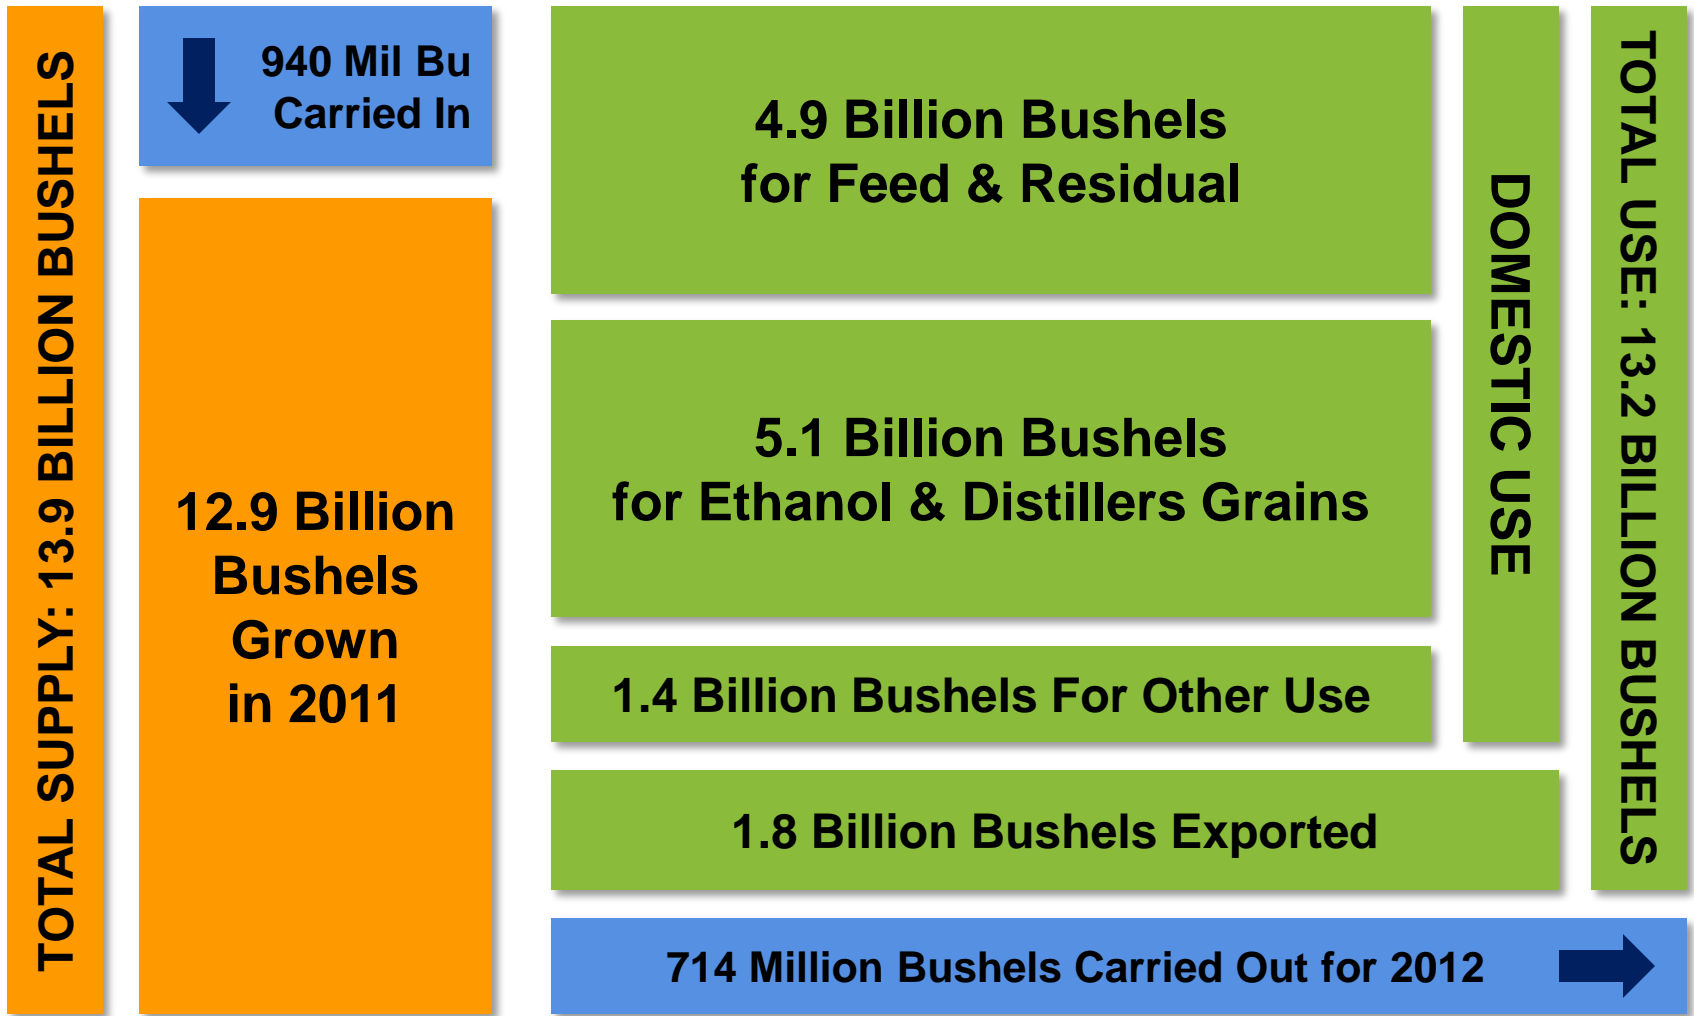 TOTAL SUPPLY: 13.9 BILLION BUSHELS
940 Mil Bu
Carried In
12.9 Billion
Bushels
Grown
in 2011
4.9 Billion Bushels
for Feed & Residual
5.1 Billion Bushels
for Ethanol & Distillers Grains
1.4 Billion Bushels For Other Use
1.8 Billion Bushels Exported
714 Million Bushels Carried Out for 2012
DOMESTIC USE
TOTAL USE: 13.2 BILLION BUSHELS